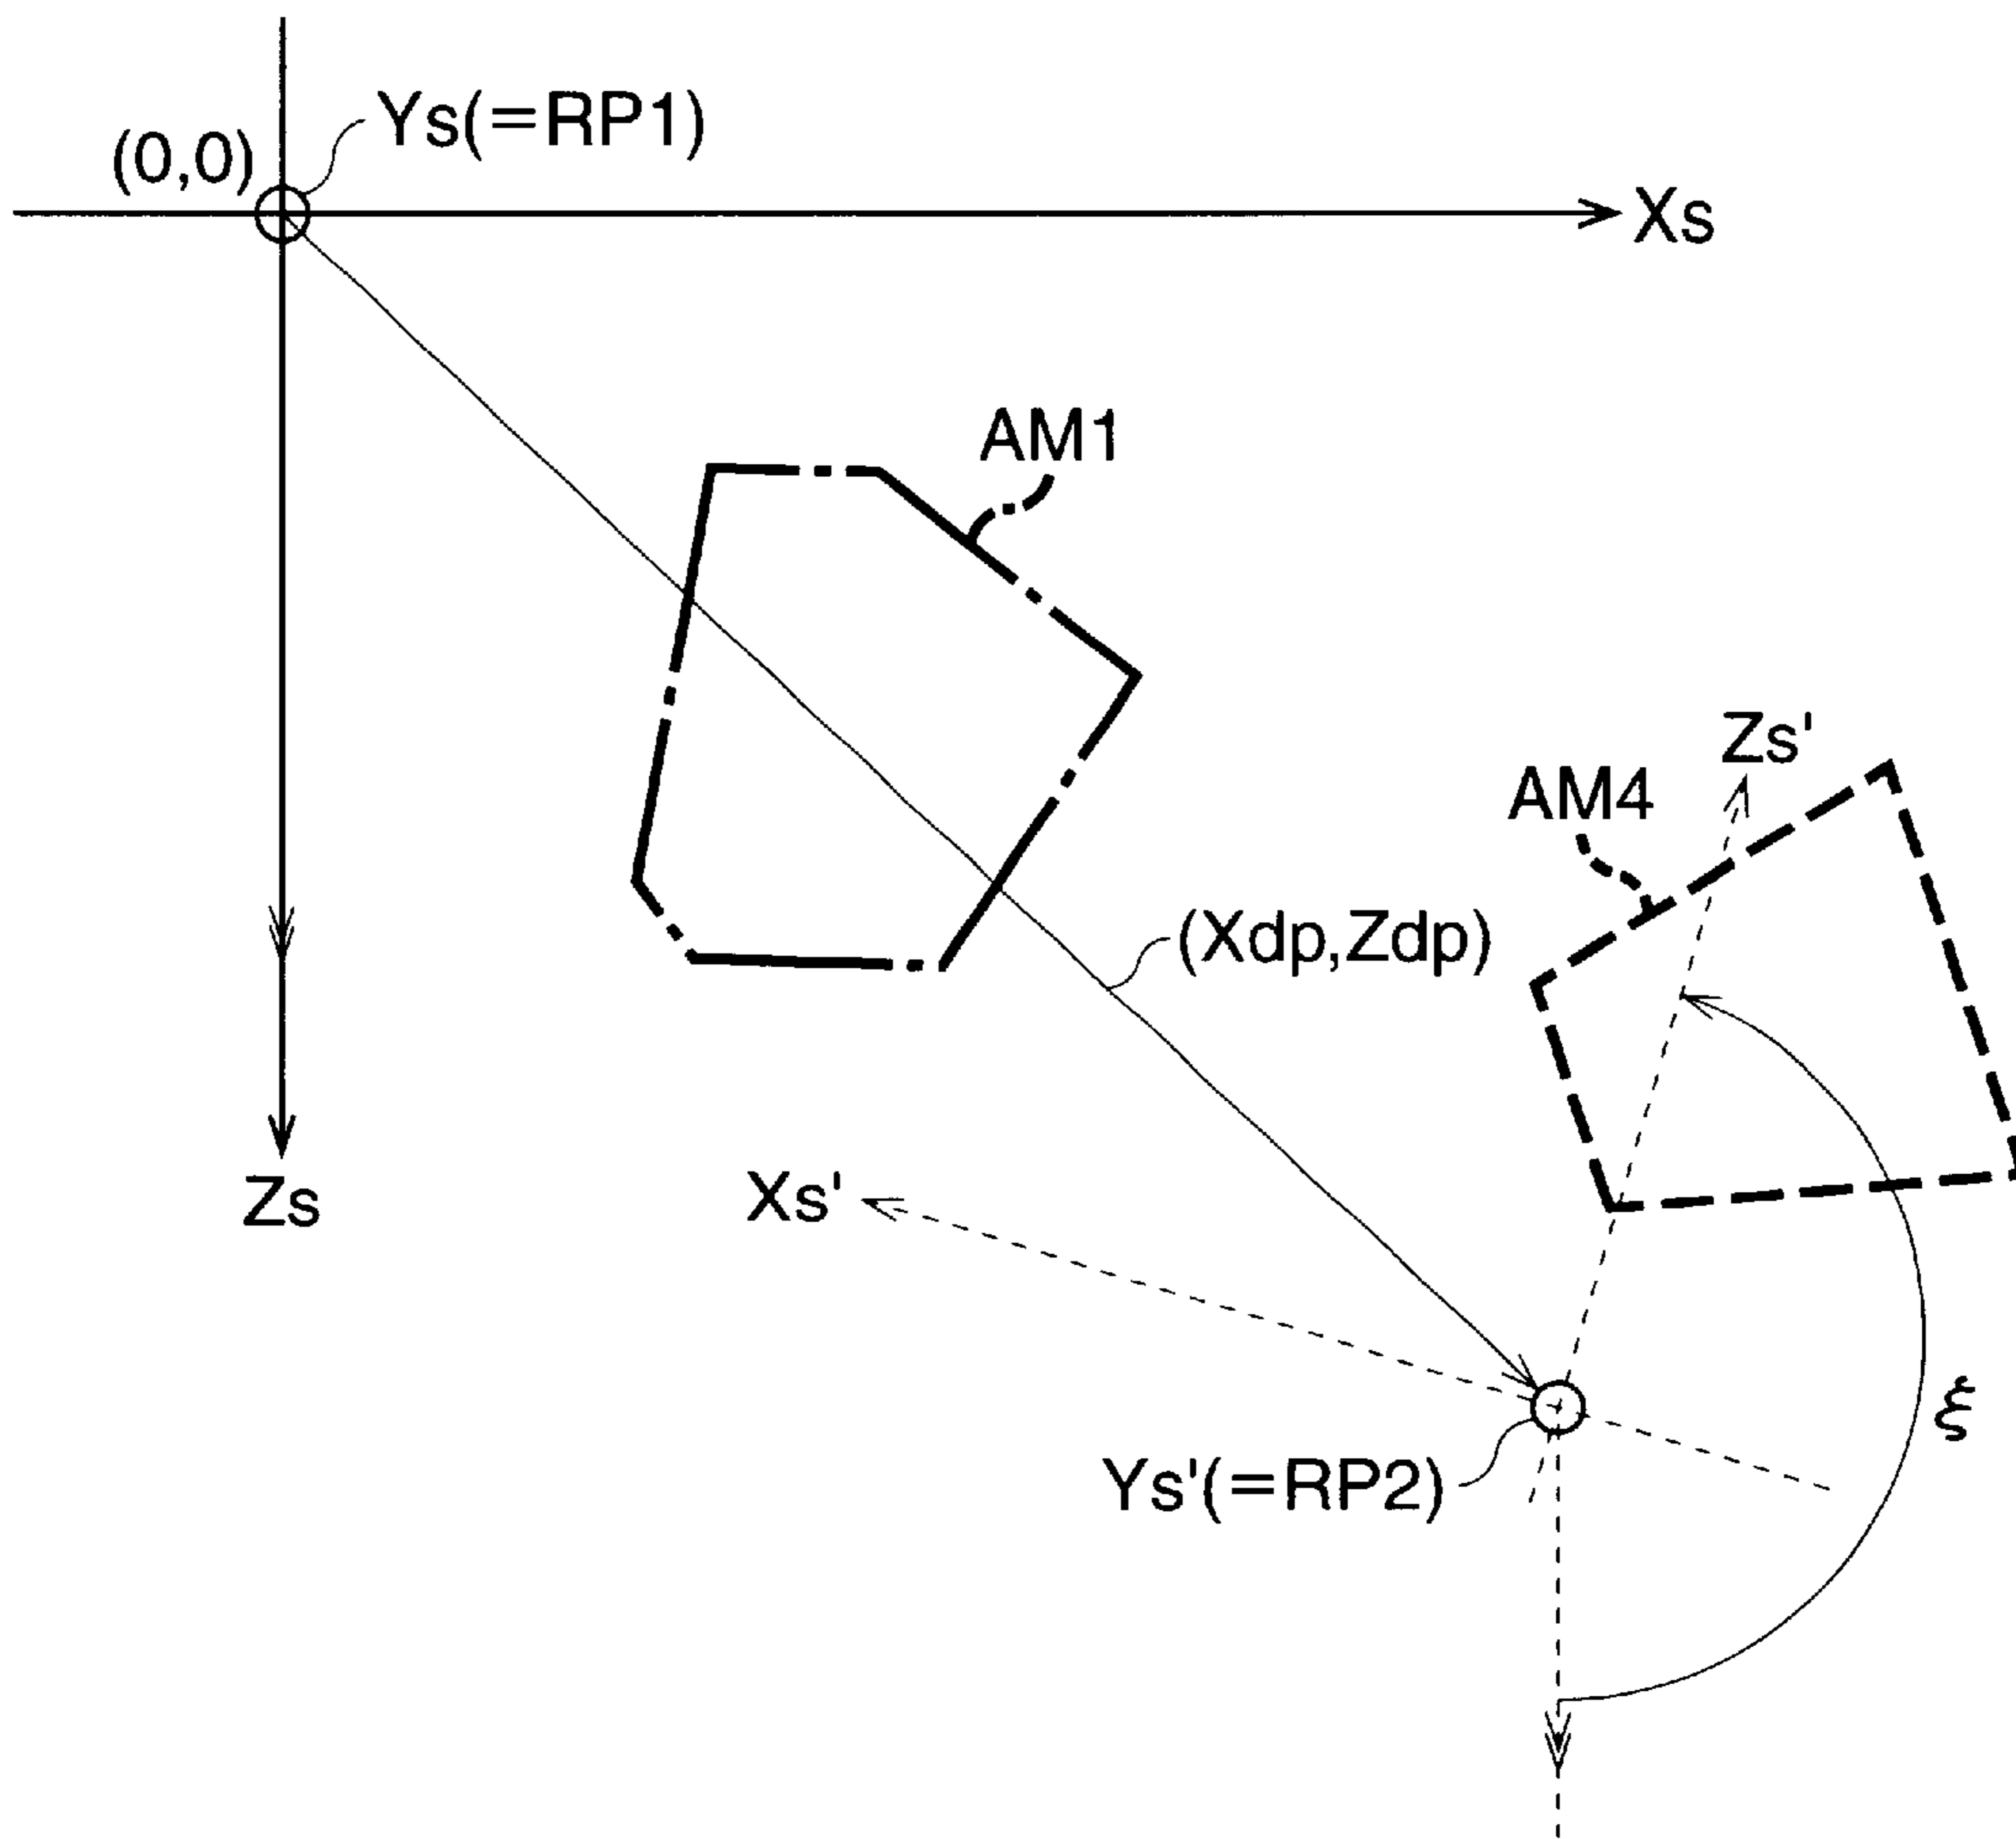 Ys(=RP1)
(0,0)
Xs
AM1
Zs'
AM4
(Xdp,Zdp)
Xs'
Zs
ξ
Ys'(=RP2)